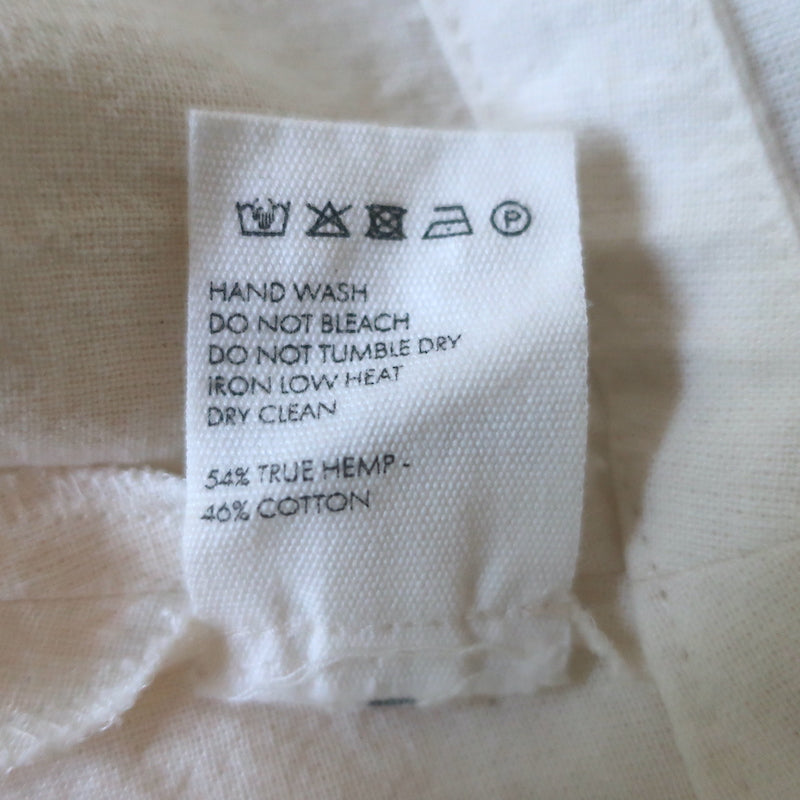 P
HAND WASH
DO NOT BLEACH
DO NOT TUMBLE DRY
IRON LOW HEAT
DRY CLEAN
54% TRUE HEMP -
46% COTTON